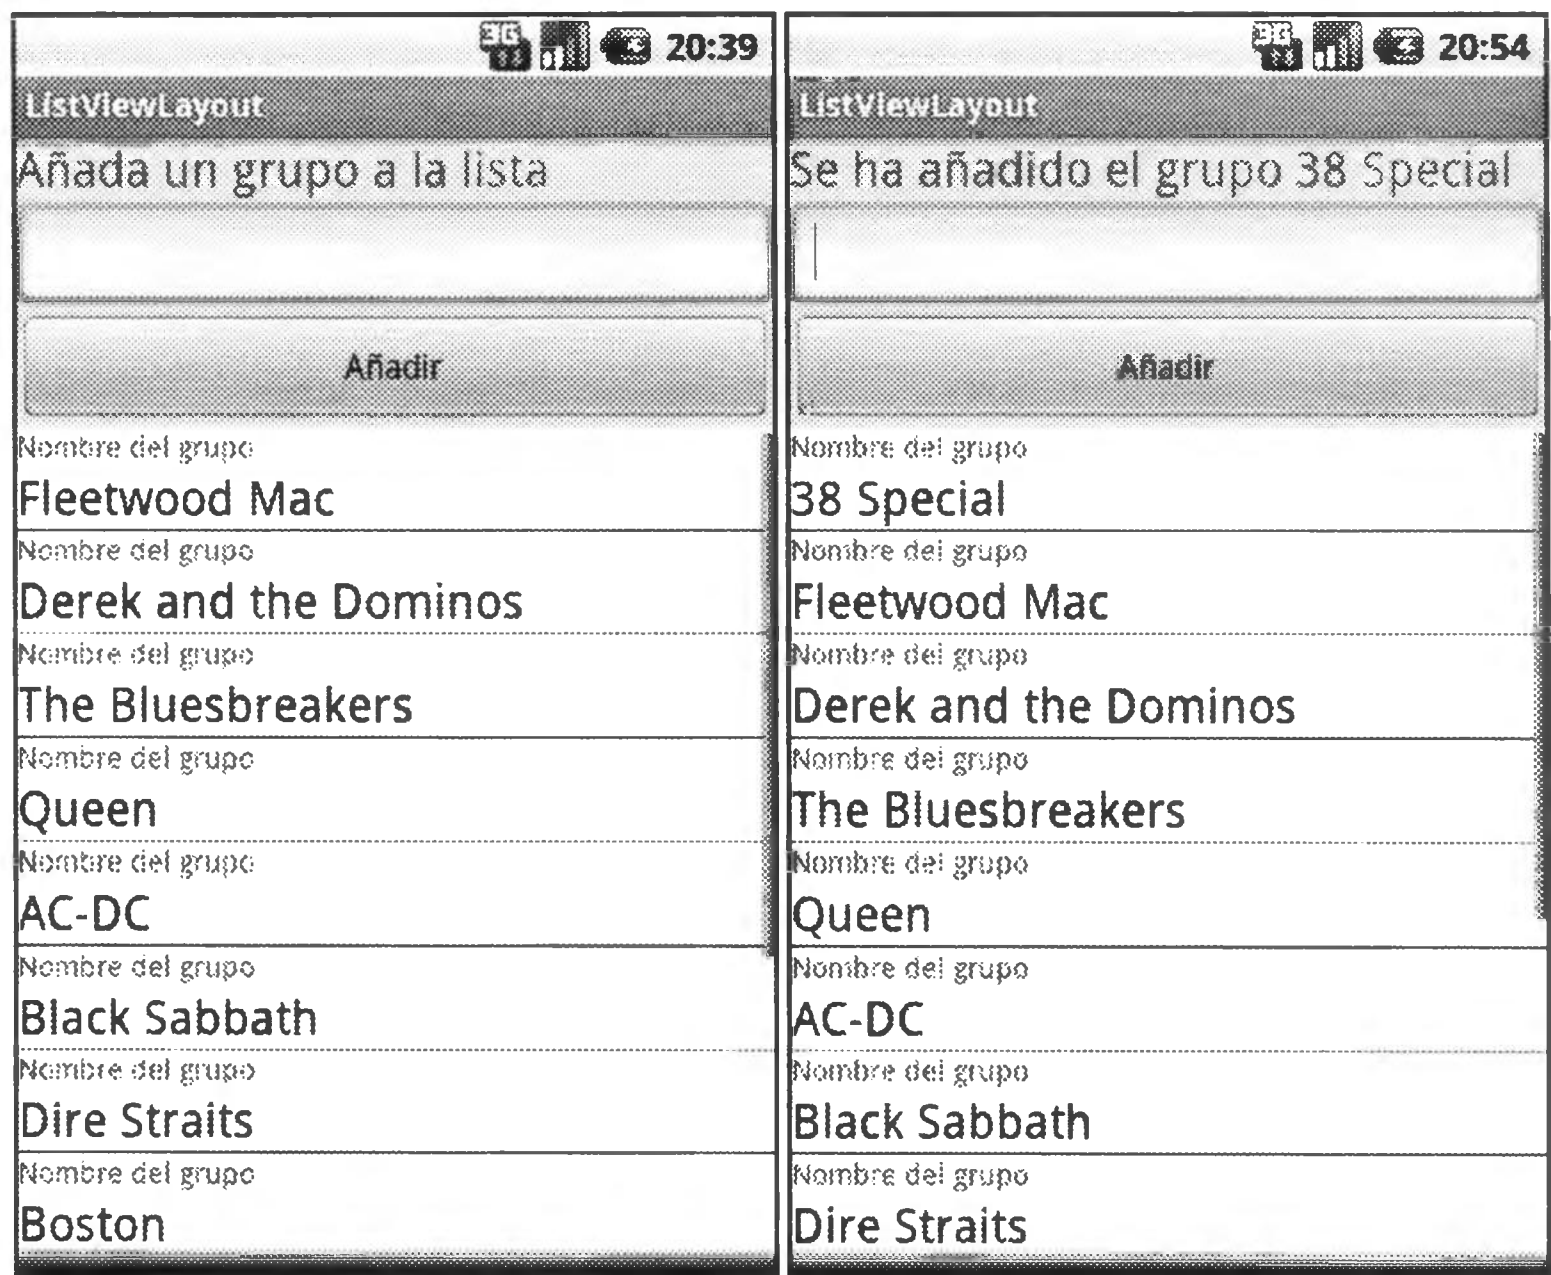 3G 20:39
ListViewLayout
Añada un grupo a la lista
Añadir
Nombre del grupo
Fleetwood Mac
Nombre del grupo
Derek and the Dominos
Nombre del grupo
The Bluesbreakers
Nombre del grupo
Queen
Nombre del grupo
AC-DC
Nombre del grupo
Black Sabbath
Nombre del grupo
Dire Straits
Nombre del grupo
Boston
3G 20:54
ListViewLayout
Se ha añadido el grupo 38 Special
Añadir
Nombre del grupo
38 Special
Nombre del grupo
Fleetwood Mac
Nombre del grupo
Derek and the Dominos
Nombre del grupo
The Bluesbreakers
Nombre del grupo
Queen
Nombre del grupo
AC-DC
Nombre del grupo
Black Sabbath
Nombre del grupo
Dire Straits